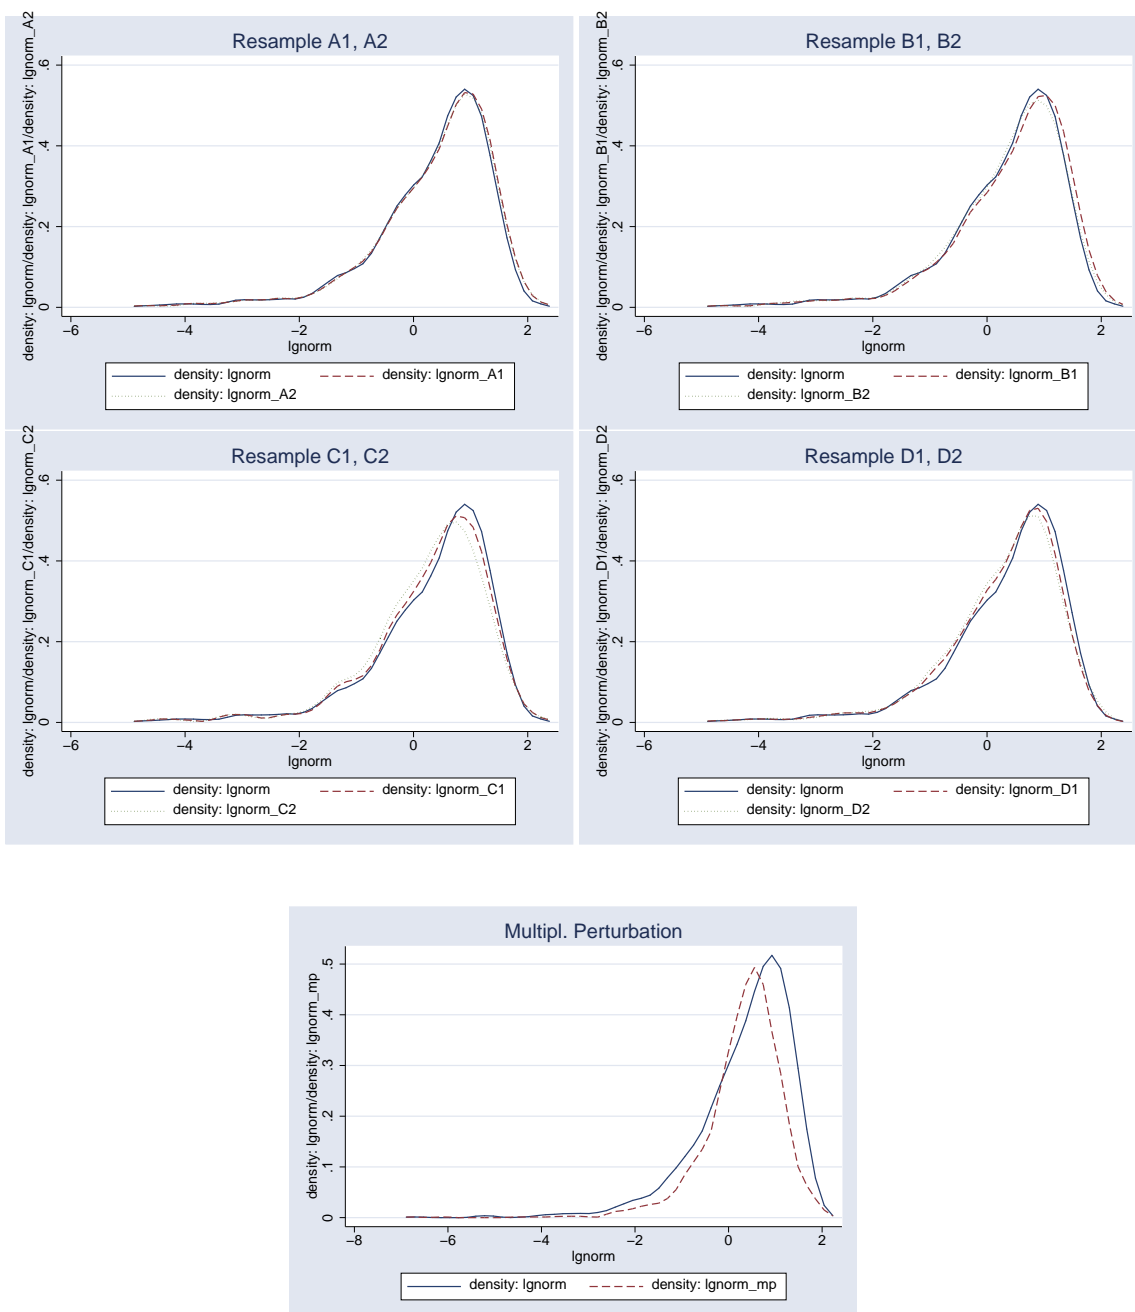 Resample A1, A2
density: lgnorm/density: lgnorm_A1/density: lgnorm_A2
.6
.4
.2
0
−6 −4 −2 0 2
lgnorm
density: lgnorm density: lgnorm_A1
density: lgnorm_A2
Resample B1, B2
density: lgnorm/density: lgnorm_B1/density: lgnorm_B2
.6
.4
.2
0
−6 −4 −2 0 2
lgnorm
density: lgnorm density: lgnorm_B1
density: lgnorm_B2
Resample C1, C2
density: lgnorm/density: lgnorm_C1/density: lgnorm_C2
.6
.4
.2
0
−6 −4 −2 0 2
lgnorm
density: lgnorm density: lgnorm_C1
density: lgnorm_C2
Resample D1, D2
density: lgnorm/density: lgnorm_D1/density: lgnorm_D2
.6
.4
.2
0
−6 −4 −2 0 2
lgnorm
density: lgnorm density: lgnorm_D1
density: lgnorm_D2
Multipl. Perturbation
density: lgnorm/density: lgnorm_mp
.5
.4
.3
.2
.1
0
−8 −6 −4 −2 0 2
lgnorm
density: lgnorm density: lgnorm_mp